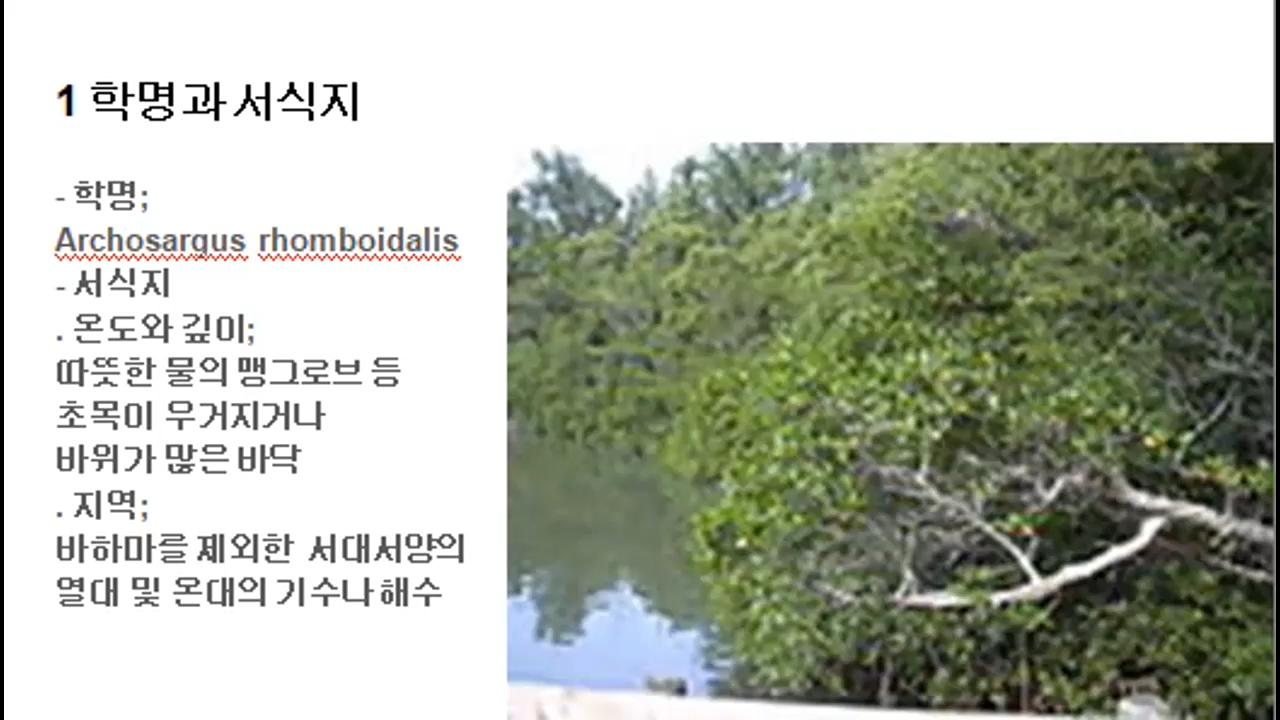 1 학명과 서식지
- 학명;
Archosargus rhomboidalis
- 서식지
. 온도와 깊이;
따뜻한 물의 맹그로브 등
초목이 우거지거나
바위가 많은 바닥
. 지역;
바하마를 제외한 서대서양의
열대 및 온대의 기수나 해수